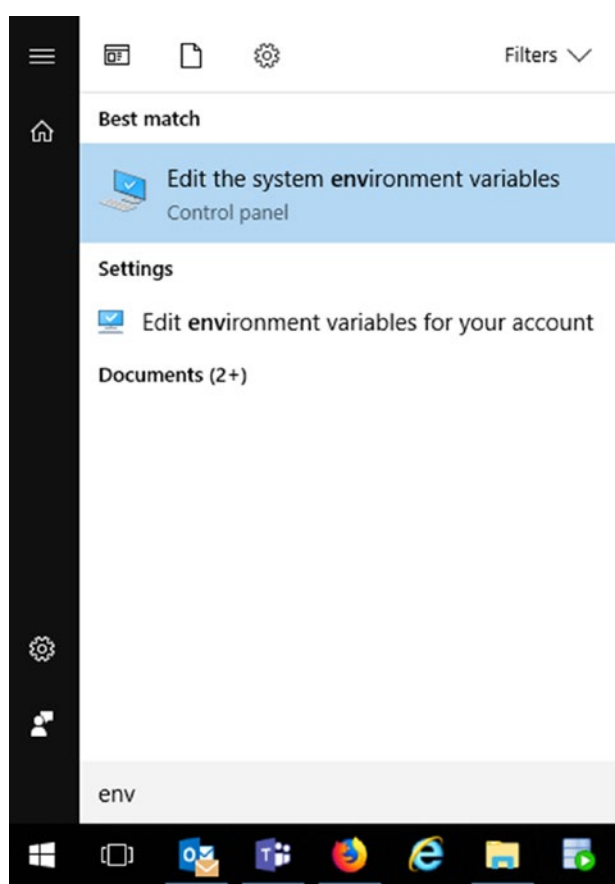 Filters
Best match
Edit the system environment variables
Control panel
Settings
Edit environment variables for your account
Documents (2+)
env